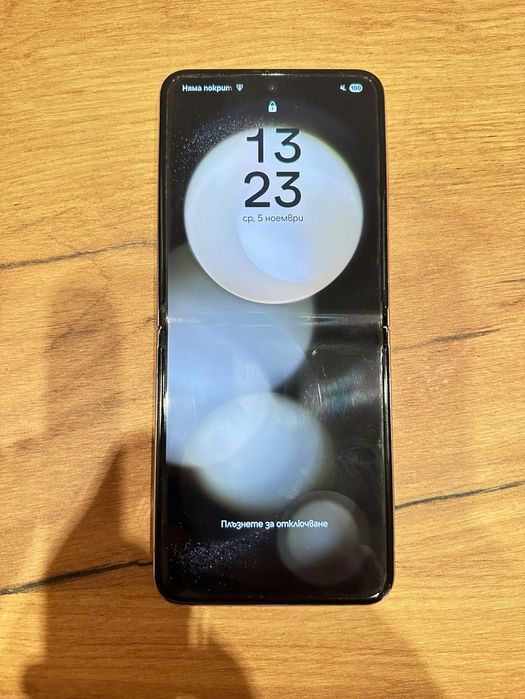 Няма покрит
100
13
23
ср, 5 ноември
Плъзнете за отключване